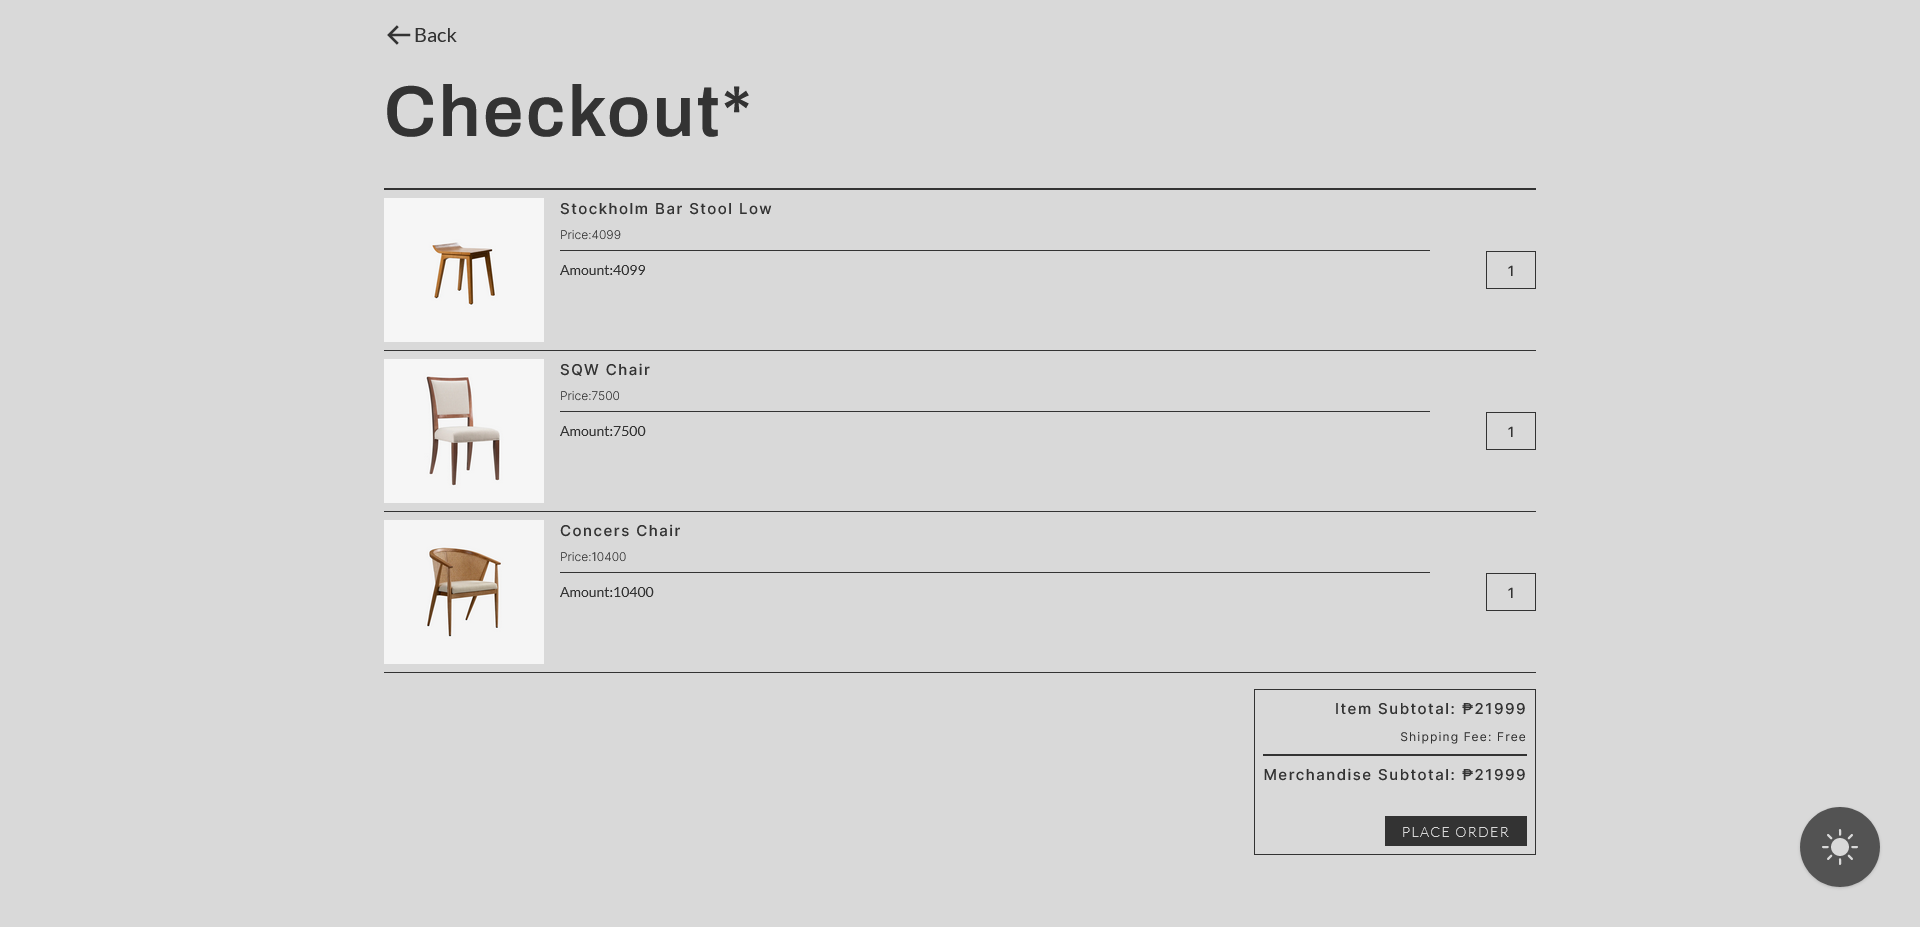 Back
Checkout*
Stockholm Bar Stool Low
Price:4099
Amount:4099
1
SQW Chair
Price:7500
Amount:7500
1
Concers Chair
Price:10400
Amount:10400
1
Item Subtotal: ₱21999
Shipping Fee: Free
Merchandise Subtotal: ₱21999
PLACE ORDER